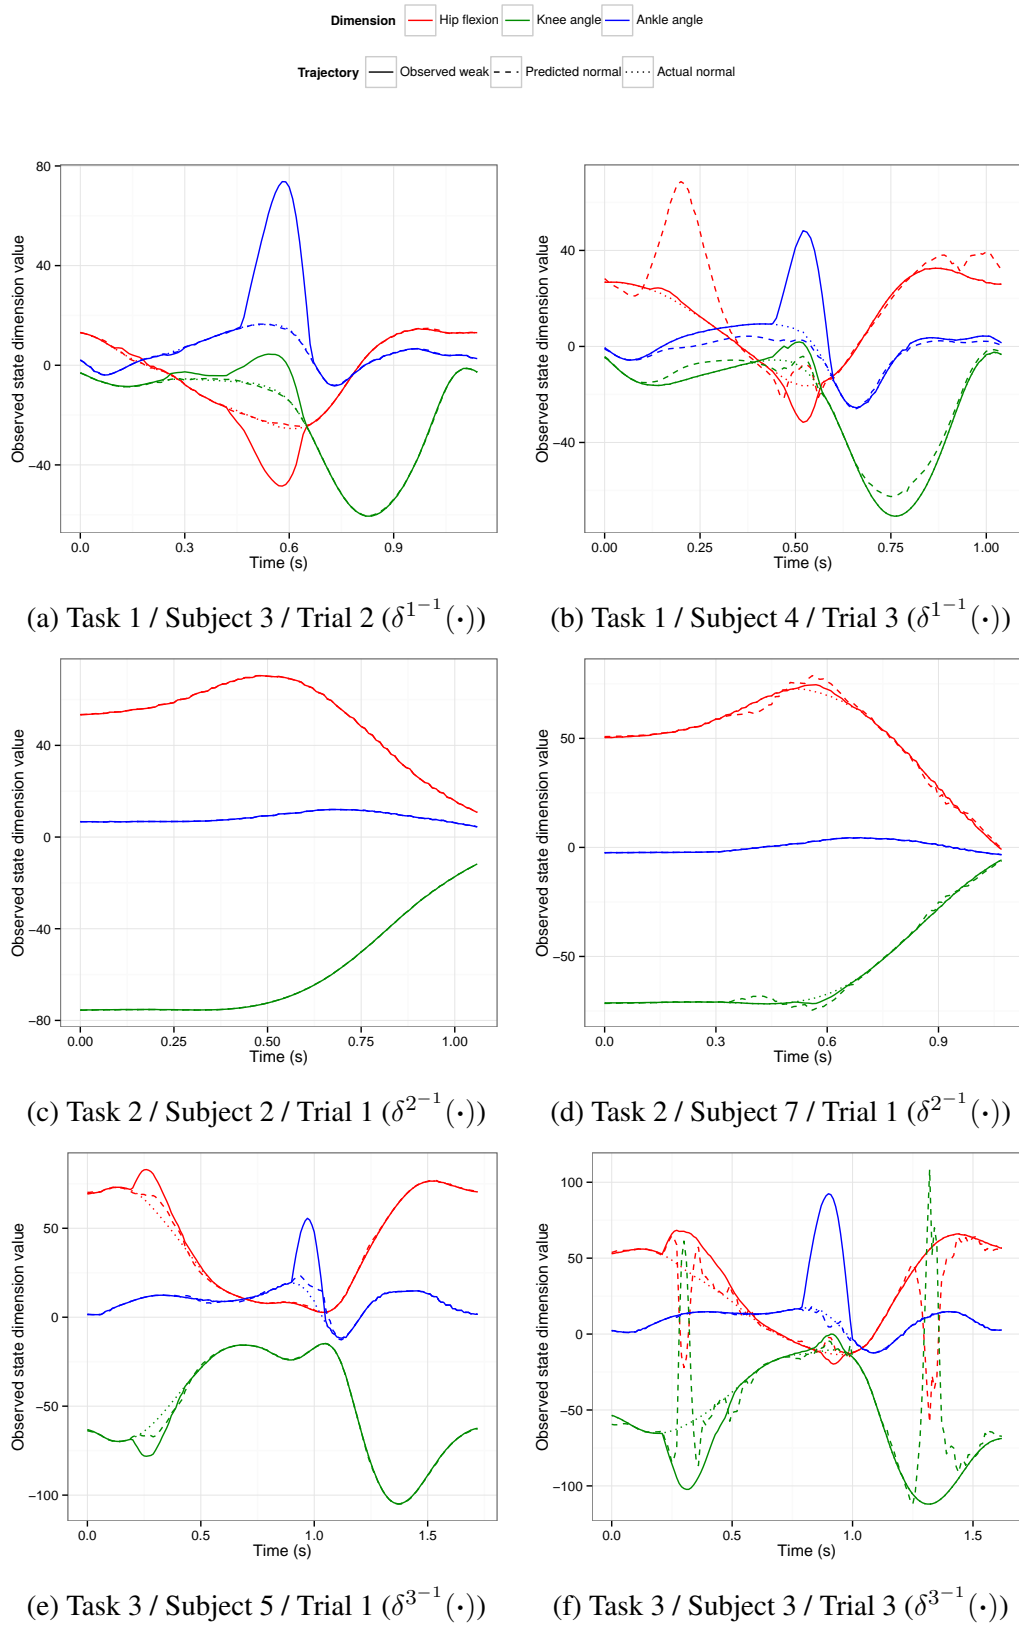 Dimension Hip flexion Knee angle Ankle angle
Trajectory Observed weak Predicted normal Actual normal
80
40
0
−40
Observed state dimension value
0.0 0.3 0.6 0.9
Time (s)
40
0
−40
Observed state dimension value
0.00 0.25 0.50 0.75 1.00
Time (s)
(a) Task 1 / Subject 3 / Trial 2 (δ^{1−1}(·))
(b) Task 1 / Subject 4 / Trial 3 (δ^{1−1}(·))
40
0
−40
−80
Observed state dimension value
0.00 0.25 0.50 0.75 1.00
Time (s)
50
0
−50
Observed state dimension value
0.0 0.3 0.6 0.9
Time (s)
(c) Task 2 / Subject 2 / Trial 1 (δ^{2−1}(·))
(d) Task 2 / Subject 7 / Trial 1 (δ^{2−1}(·))
50
0
−50
−100
Observed state dimension value
0.0 0.5 1.0 1.5
Time (s)
100
50
0
−50
−100
Observed state dimension value
0.0 0.5 1.0 1.5
Time (s)
(e) Task 3 / Subject 5 / Trial 1 (δ^{3−1}(·))
(f) Task 3 / Subject 3 / Trial 3 (δ^{3−1}(·))